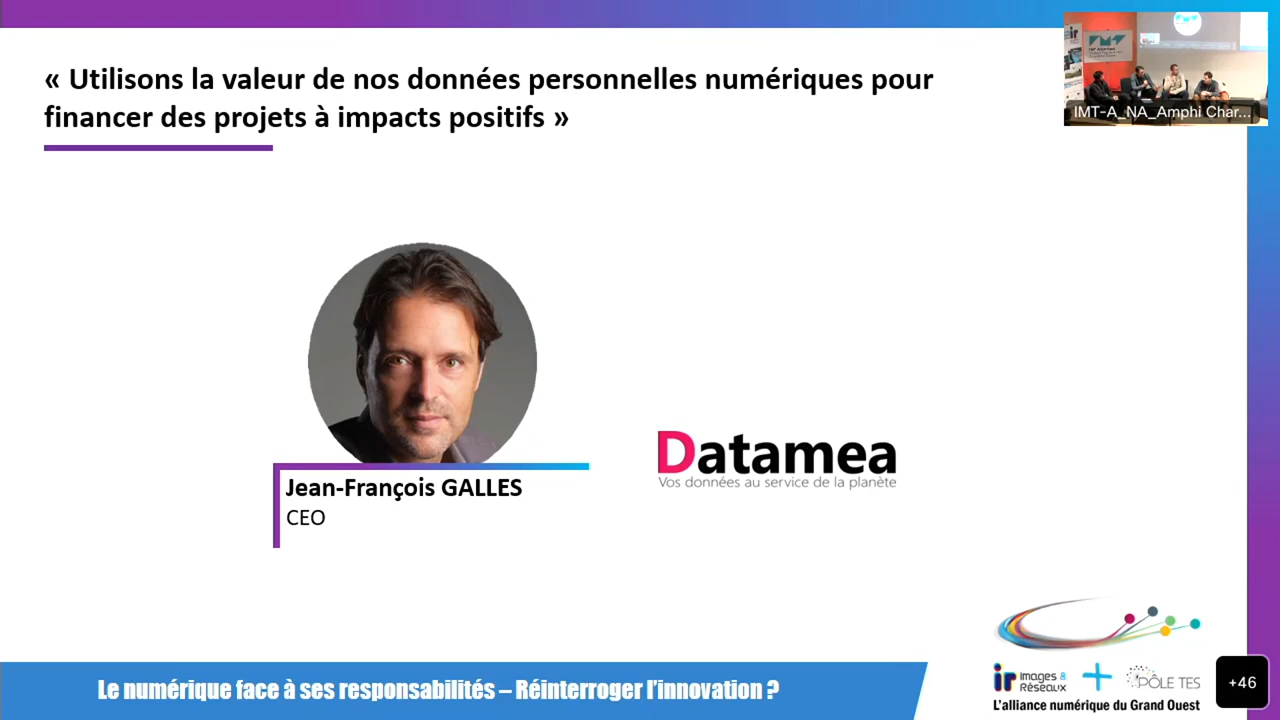 « Utilisons la valeur de nos données personnelles numériques pour
financer des projets à impacts positifs »
IMT-A_NA_Amphi Char...
Jean-François GALLES
CEO
Datamea
Vos données au service de la planète
Le numérique face à ses responsabilités – Réinterroger l'innovation ?
ir Images &
Réseaux
+
PÔLE TES
L'alliance numérique du Grand Ouest
+46